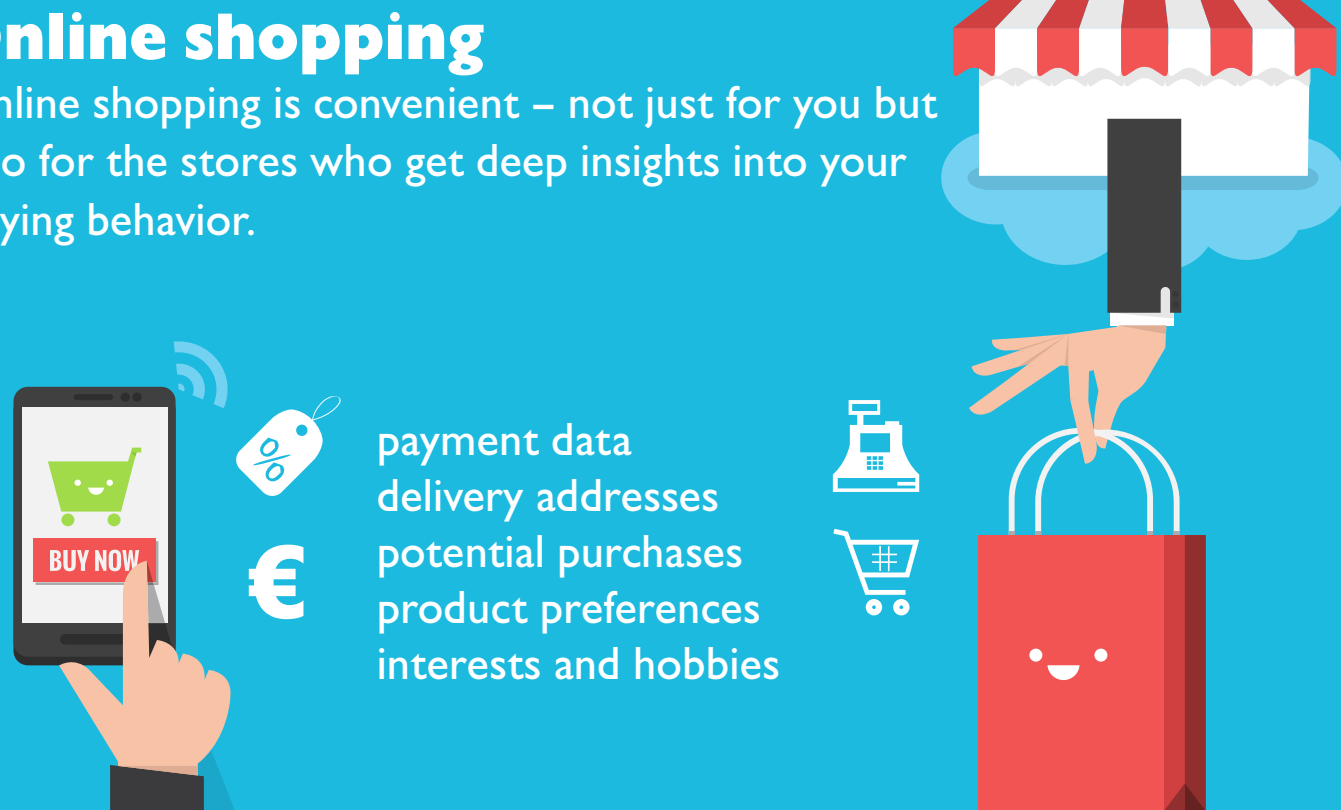 nline shopping
nline shopping is convenient – not just for you but
o for the stores who get deep insights into your
ying behavior.
%
payment data
delivery addresses
potential purchases
product preferences
interests and hobbies
BUY NOW
€